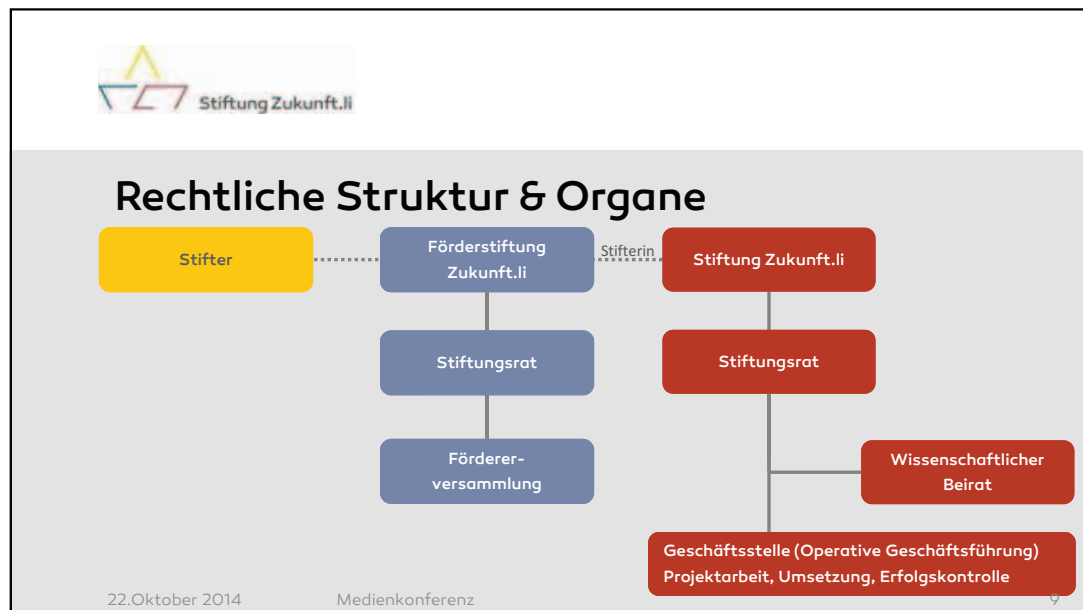 Stiftung Zukunft.li
Rechtliche Struktur & Organe
Stifter
Förderstiftung
Zukunft.li
Stifterin
Stiftung Zukunft.li
Stiftungsrat
Stiftungsrat
Förderer-
versammlung
Wissenschaftlicher
Beirat
Geschäftsstelle (Operative Geschäftsführung)
Projektarbeit, Umsetzung, Erfolgskontrolle
22.Oktober 2014
Medienkonferenz
9